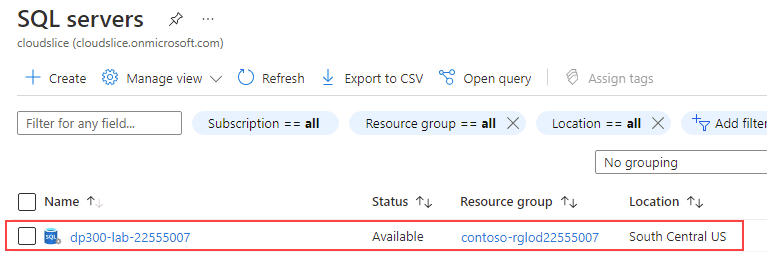 SQL servers
cloudslice (cloudslice.onmicrosoft.com)
Create Manage view Refresh Export to CSV Open query Assign tags
Filter for any field... Subscription == all Resource group == all Location == all Add filter
No grouping
Name Status Resource group Location
SQL dp300-lab-22555007 Available contoso-rglod22555007 South Central US